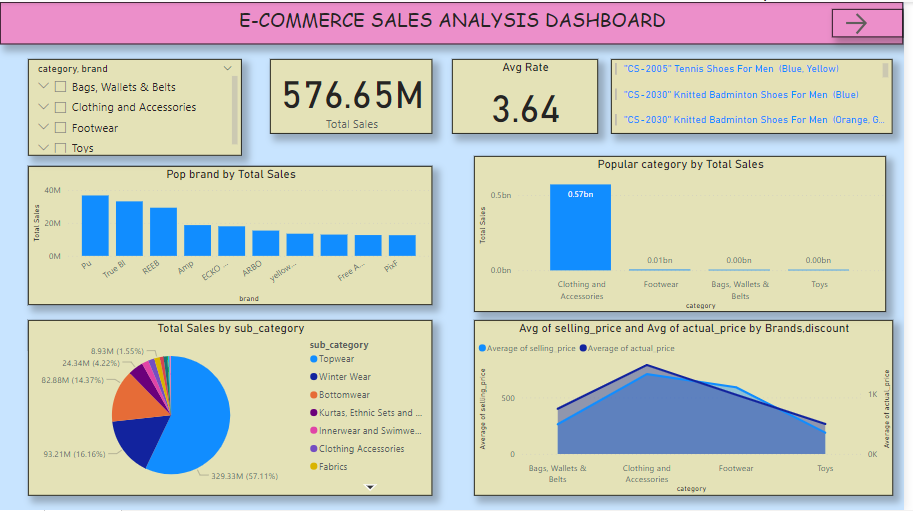 E-COMMERCE SALES ANALYSIS DASHBOARD
category, brand
Bags, Wallets & Belts
Clothing and Accessories
Footwear
Toys
576.65M
Total Sales
Avg Rate
3.64
"CS-2005" Tennis Shoes For Men (Blue, Yellow)
"CS-2030" Knitted Badminton Shoes For Men (Blue)
"CS-2030" Knitted Badminton Shoes For Men (Orange, G...
Pop brand by Total Sales
Total Sales
40M
20M
0M
Pu
True Bl
REEB
Amp
ECKO ...
ARBO
yellow...
Free A...
PixF
brand
Popular category by Total Sales
Total Sales
0.5bn
0.0bn
0.57bn
0.01bn
0.00bn
0.00bn
Clothing and
Accessories
Footwear
Bags, Wallets &
Belts
Toys
category
Total Sales by sub_category
8.93M (1.55%)
24.34M (4.22%)
82.88M (14.37%)
93.21M (16.16%)
329.33M (57.11%)
sub_category
Topwear
Winter Wear
Bottomwear
Kurtas, Ethnic Sets and ...
Innerwear and Swimwe...
Clothing Accessories
Fabrics
Avg of selling_price and Avg of actual_price by Brands,discount
Average of selling_price
Average of actual_price
Average of selling_price
500
0
1K
0K
Average of actual_price
Bags, Wallets &
Belts
Clothing and
Accessories
Footwear
Toys
category